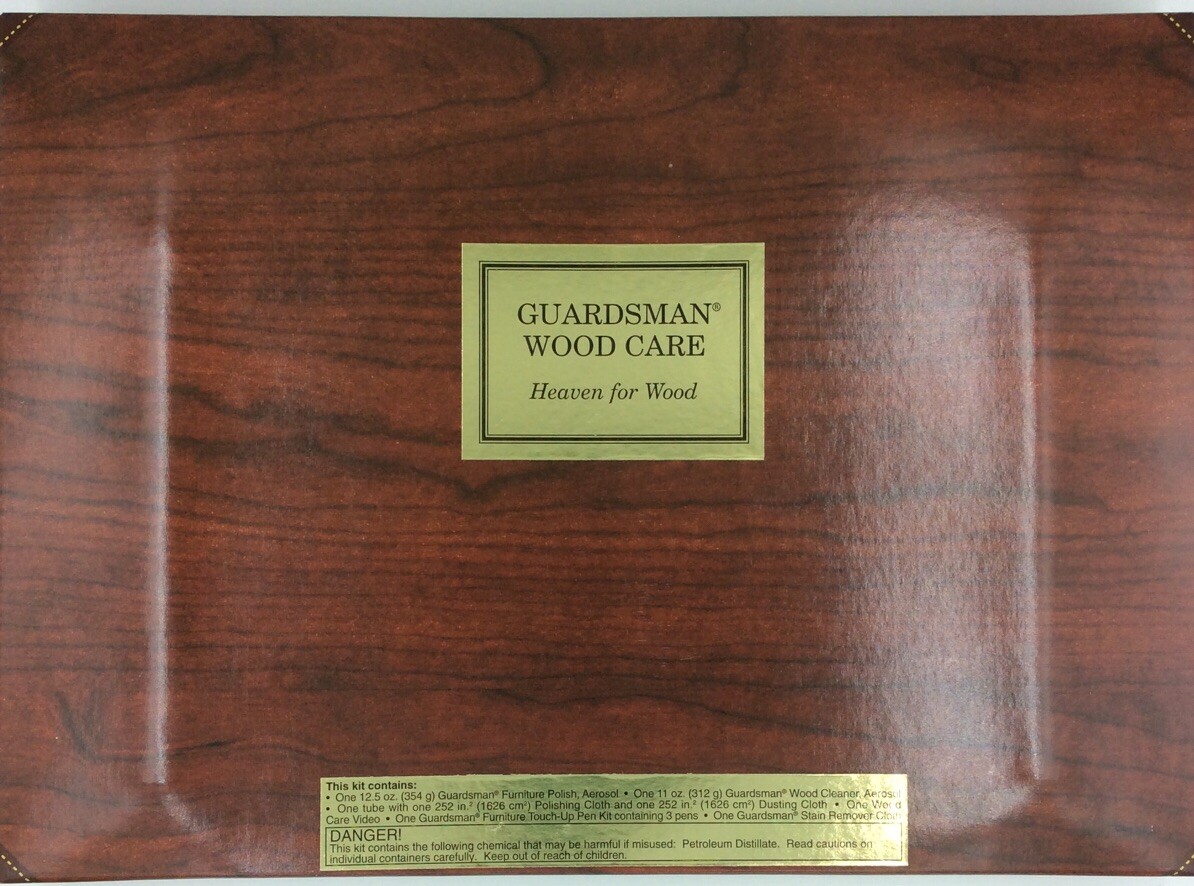 GUARDSMAN®
WOOD CARE
Heaven for Wood
This kit contains:
• One 12.5 oz. (354 g) Guardsman® Furniture Polish, Aerosol • One 11 oz. (312 g) Guardsman® Wood Cleaner, Aerosol
• One tube with one 252 in.² (1626 cm²) Polishing Cloth and one 252 in.² (1626 cm²) Dusting Cloth • One Wood
Care Video • One Guardsman® Furniture Touch-Up Pen Kit containing 3 pens • One Guardsman® Stain Remover Cloth
DANGER!
This kit contains the following chemical that may be harmful if misused: Petroleum Distillate. Read cautions on
individual containers carefully. Keep out of reach of children.